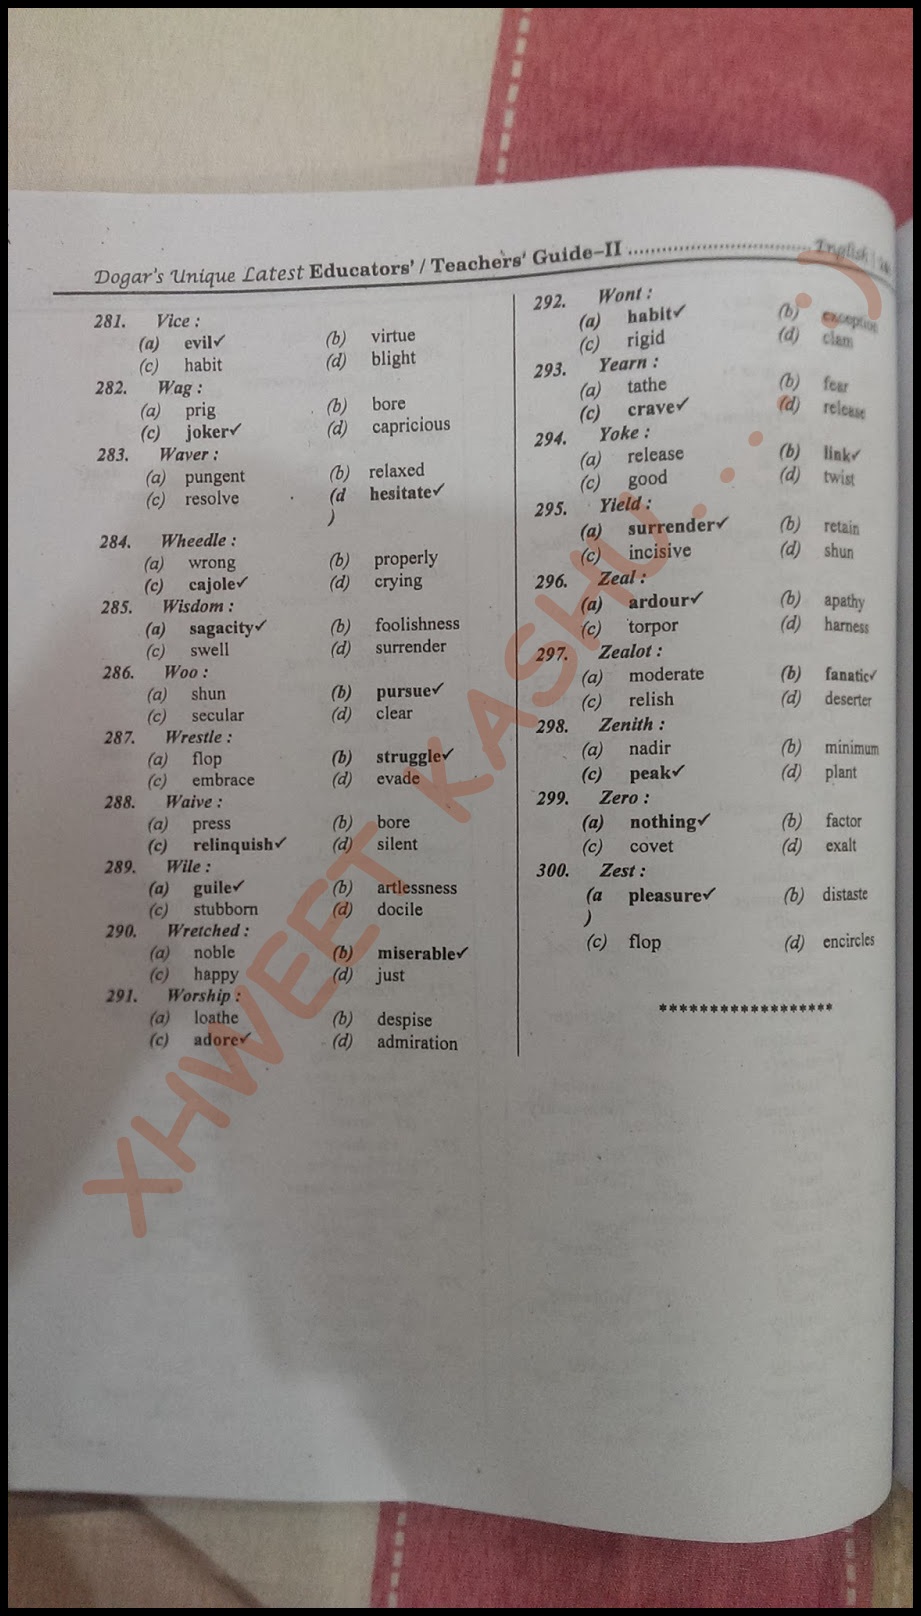 Dogar's Unique Latest Educators' / Teachers' Guide–II ................................ English
281. Vice :
(a) evil✓ (b) virtue
(c) habit (d) blight
282. Wag :
(a) prig (b) bore
(c) joker✓ (d) capricious
283. Waver :
(a) pungent (b) relaxed
(c) resolve (d hesitate✓
)
284. Wheedle :
(a) wrong (b) properly
(c) cajole✓ (d) crying
285. Wisdom :
(a) sagacity✓ (b) foolishness
(c) swell (d) surrender
286. Woo :
(a) shun (b) pursue✓
(c) secular (d) clear
287. Wrestle :
(a) flop (b) struggle✓
(c) embrace (d) evade
288. Waive :
(a) press (b) bore
(c) relinquish✓ (d) silent
289. Wile :
(a) guile✓ (b) artlessness
(c) stubborn (d) docile
290. Wretched :
(a) noble (b) miserable✓
(c) happy (d) just
291. Worship :
(a) loathe (b) despise
(c) adore✓ (d) admiration
292. Wont :
(a) habit✓ (b) exception
(c) rigid (d) clam
293. Yearn :
(a) tathe (b) fear
(c) crave✓ (d) release
294. Yoke :
(a) release (b) link✓
(c) good (d) twist
295. Yield :
(a) surrender✓ (b) retain
(c) incisive (d) shun
296. Zeal :
(a) ardour✓ (b) apathy
(c) torpor (d) harness
297. Zealot :
(a) moderate (b) fanatic✓
(c) relish (d) deserter
298. Zenith :
(a) nadir (b) minimum
(c) peak✓ (d) plant
299. Zero :
(a) nothing✓ (b) factor
(c) covet (d) exalt
300. Zest :
(a pleasure✓ (b) distaste
)
(c) flop (d) encircles
******************
XHWEET KASHU... :)